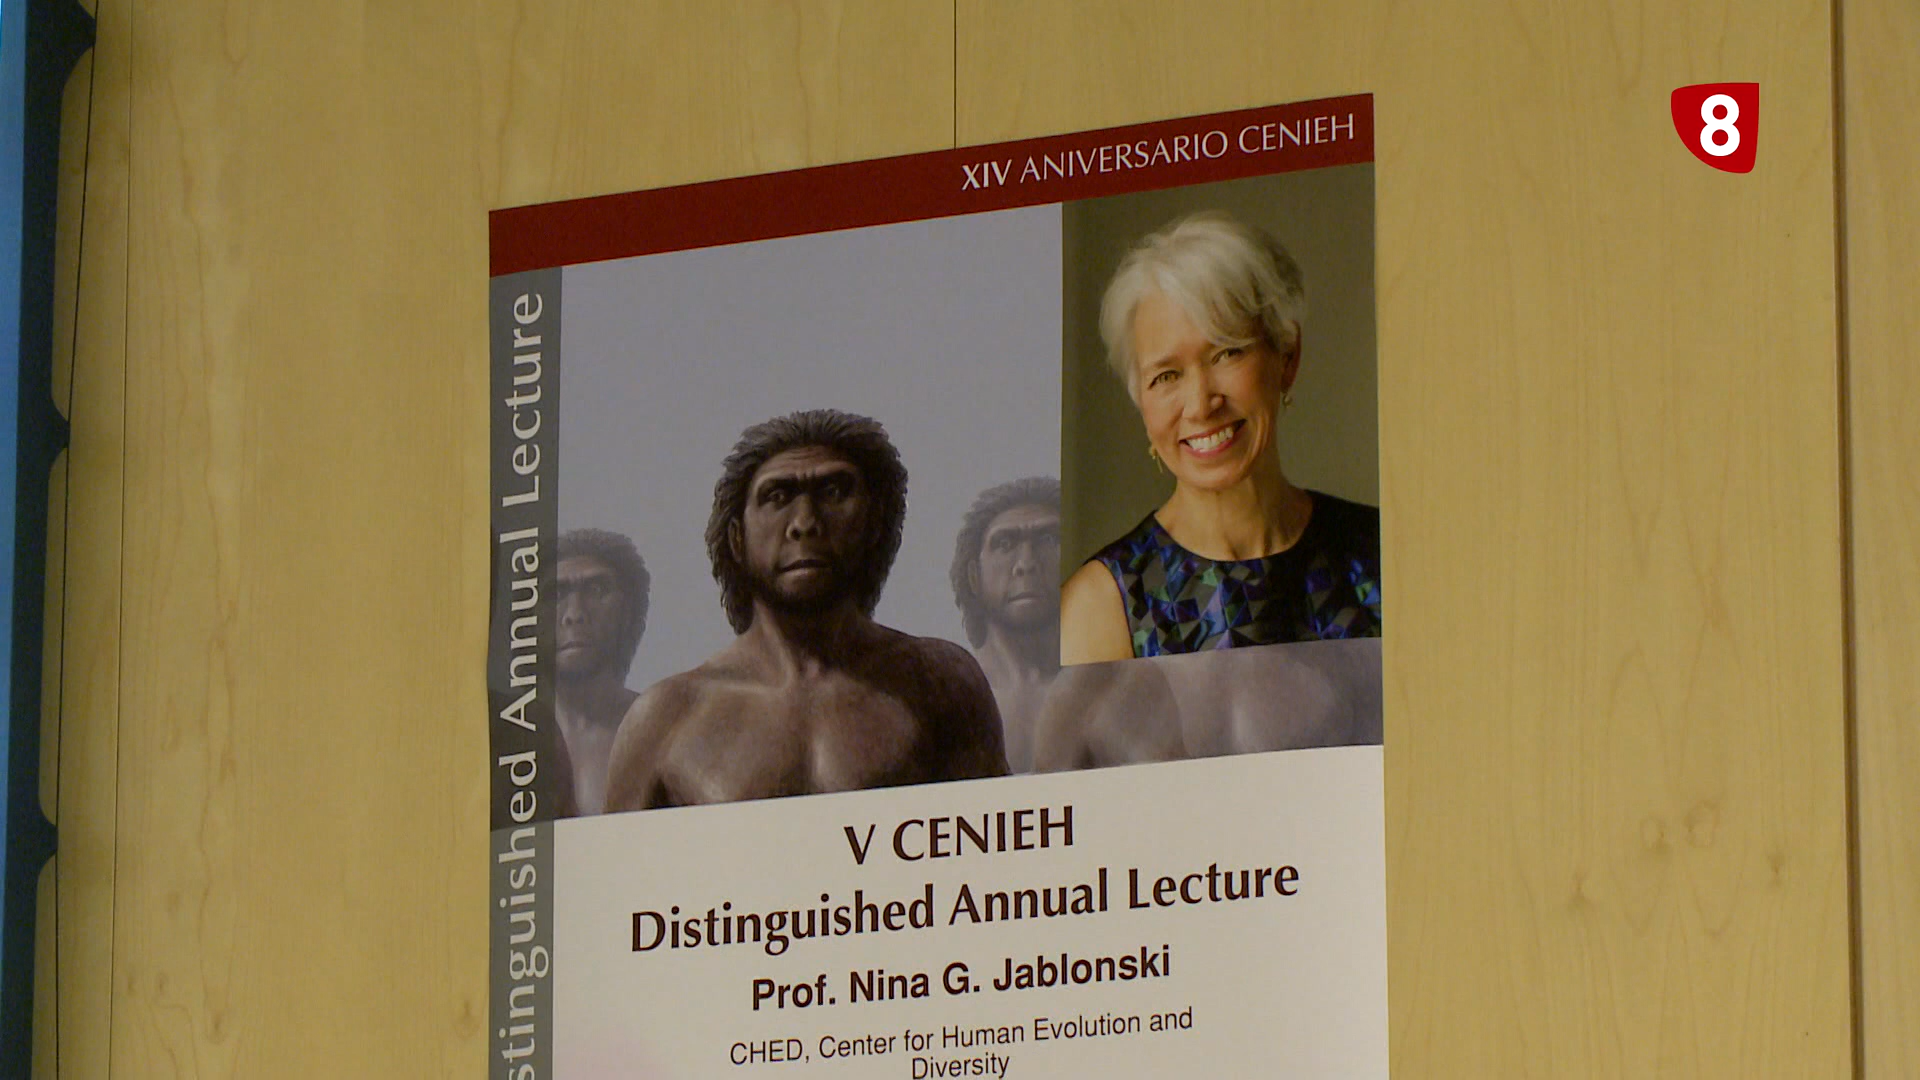 8
XIV ANIVERSARIO CENIEH
stinguished Annual Lecture
V CENIEH
Distinguished Annual Lecture
Prof. Nina G. Jablonski
CHED, Center for Human Evolution and
Diversity